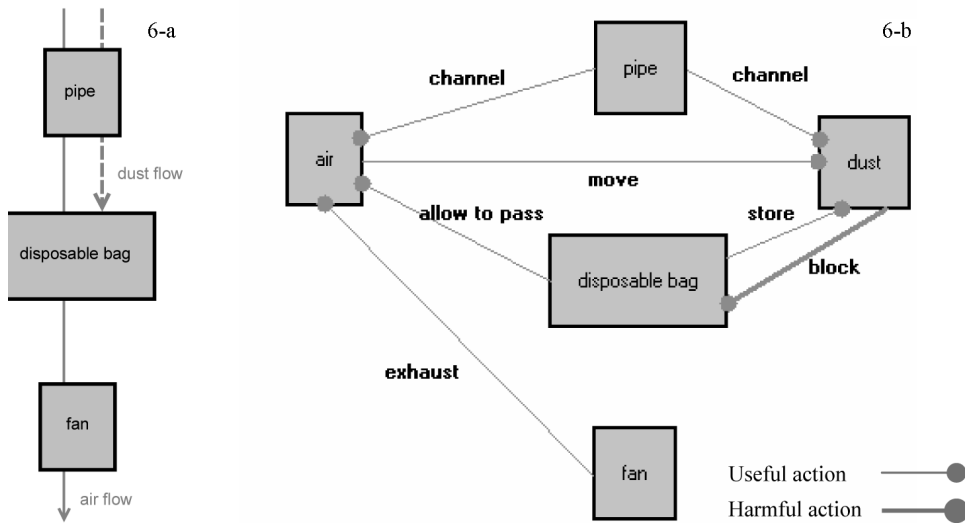 6-a
pipe
dust flow
disposable bag
fan
air flow
6-b
channel
pipe
channel
air
dust
move
allow to pass
store
disposable bag
block
exhaust
fan
Useful action
Harmful action